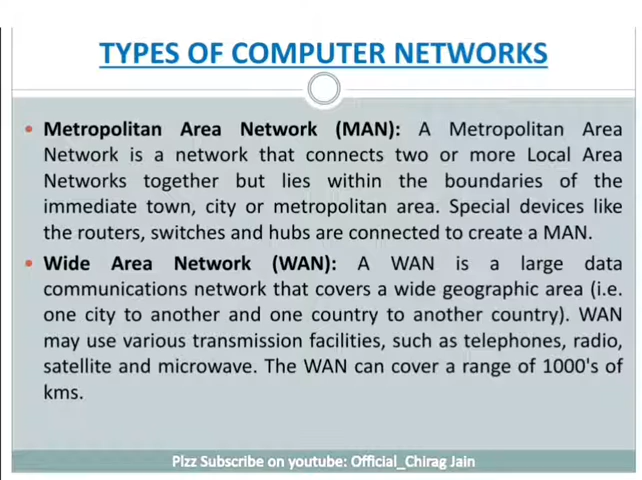 TYPES OF COMPUTER NETWORKS
• Metropolitan Area Network (MAN): A Metropolitan Area
Network is a network that connects two or more Local Area
Networks together but lies within the boundaries of the
immediate town, city or metropolitan area. Special devices like
the routers, switches and hubs are connected to create a MAN.
• Wide Area Network (WAN): A WAN is a large data
communications network that covers a wide geographic area (i.e.
one city to another and one country to another country). WAN
may use various transmission facilities, such as telephones, radio,
satellite and microwave. The WAN can cover a range of 1000's of
kms.
Plzz Subscribe on youtube: Official_Chirag Jain